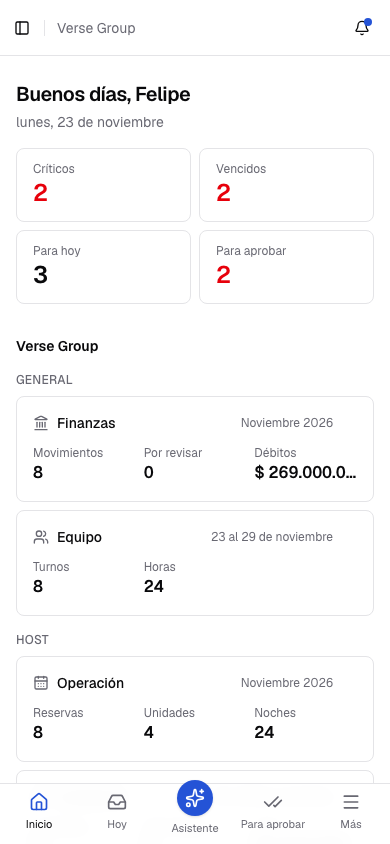 Verse Group
Buenos días, Felipe
lunes, 23 de noviembre
Críticos
2
Vencidos
2
Para hoy
3
Para aprobar
2
Verse Group
GENERAL
Finanzas
Noviembre 2026
Movimientos
8
Por revisar
0
Débitos
$ 269.000.0...
Equipo
23 al 29 de noviembre
Turnos
8
Horas
24
HOST
Operación
Noviembre 2026
Reservas
8
Unidades
4
Noches
24
Inicio
Hoy
Asistente
Para aprobar
Más